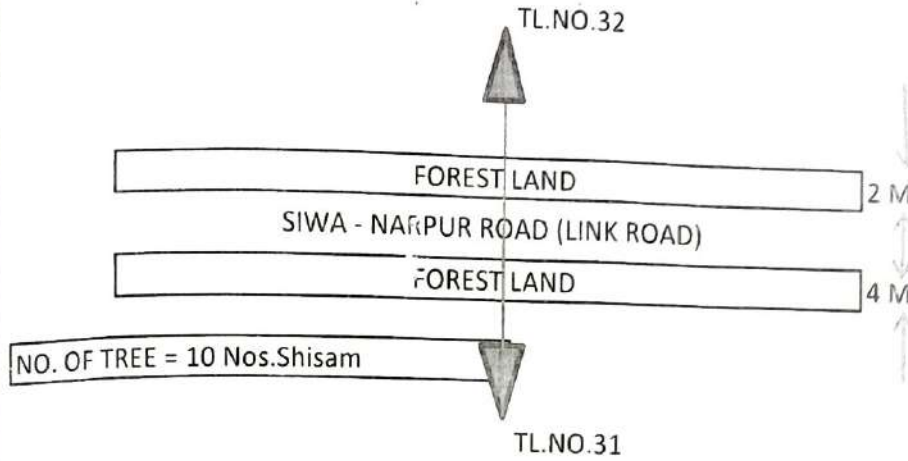 TL.NO.32
FOREST LAND
2 M
SIWA - NARPUR ROAD (LINK ROAD)
FOREST LAND
4 M
NO. OF TREE = 10 Nos.Shisam
TL.NO.31